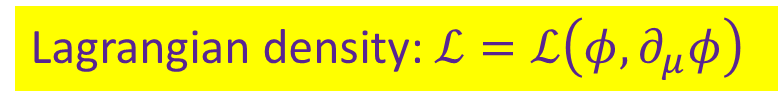 Lagrangian density: ℒ = ℒ(ϕ, ∂_μϕ)